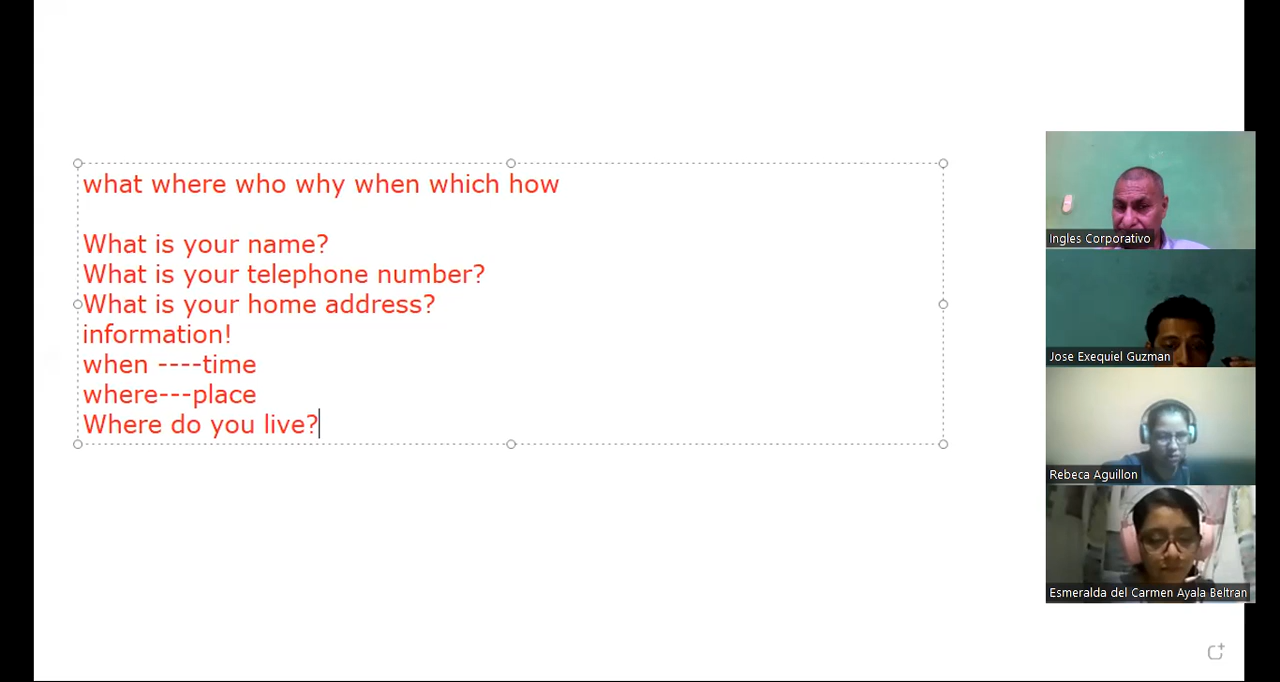 what where who why when which how
What is your name?
What is your telephone number?
What is your home address?
information!
when ----time
where---place
Where do you live?
Ingles Corporativo
Jose Exequiel Guzman
Rebeca Aguillon
Esmeralda del Carmen Ayala Beltran